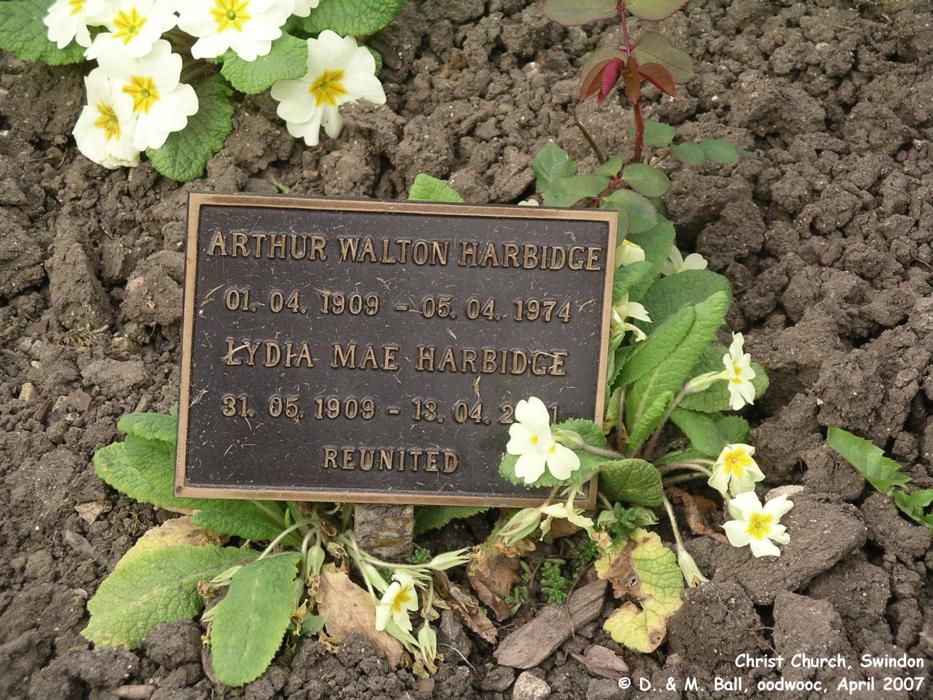 ARTHUR WALTON HARBIDGE
01. 04. 1909 - 05. 04. 1974
LYDIA MAE HARBIDGE
31. 05. 1909 - 13. 04.
REUNITED
Christ Church, Swindon
© D. & M. Ball, oodwooc, April 2007